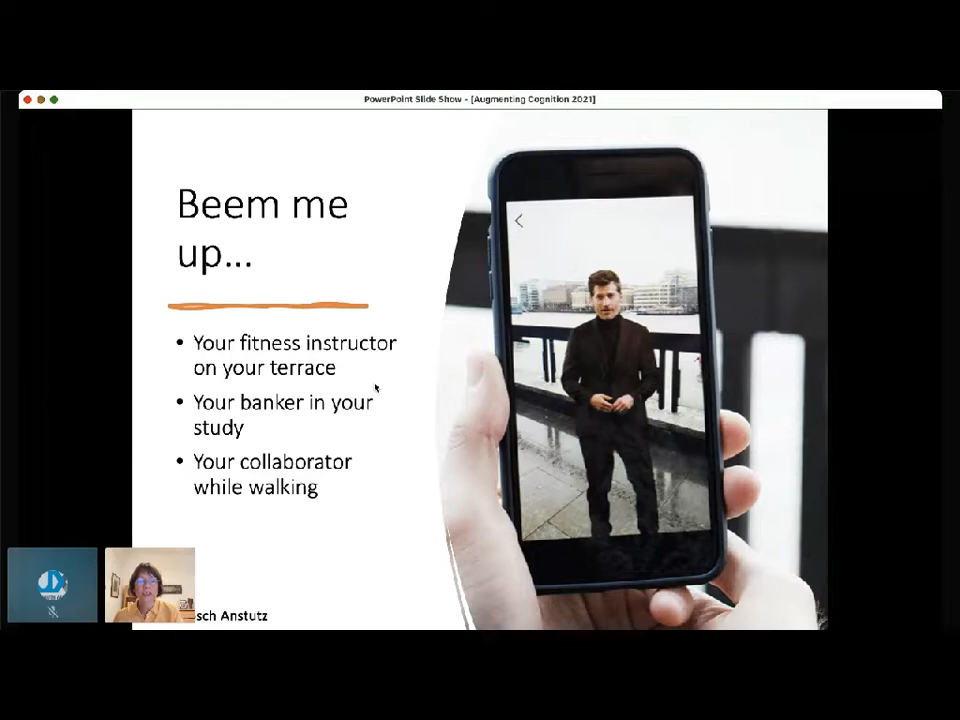 PowerPoint Slide Show - [Augmenting Cognition 2021]
Beem me
up...
• Your fitness instructor
on your terrace
• Your banker in your
study
• Your collaborator
while walking
Anstutz